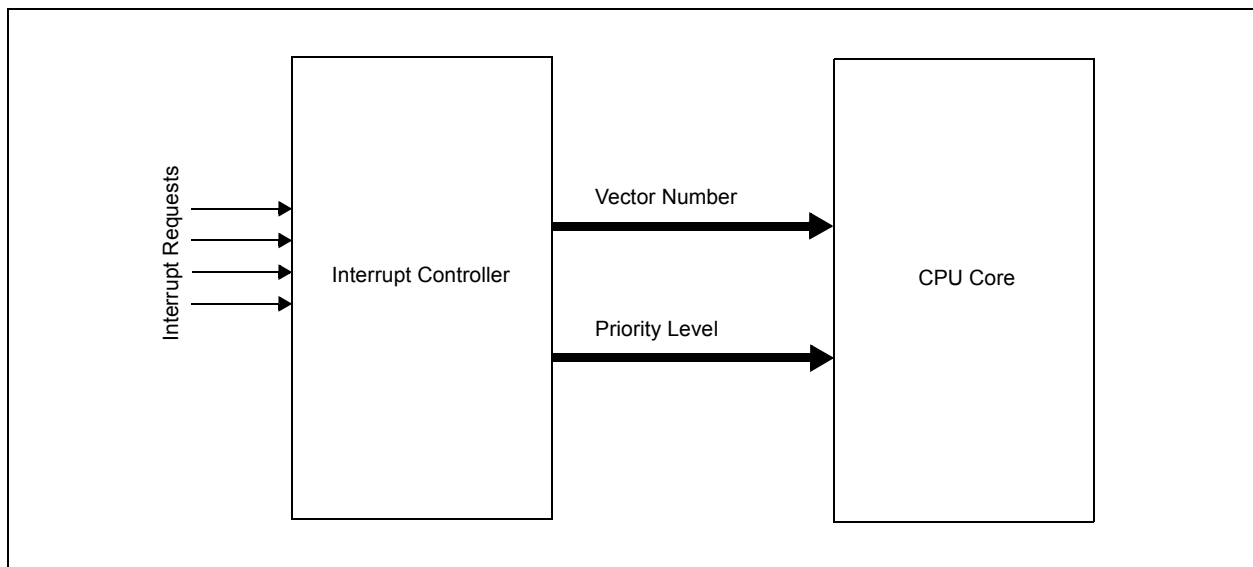 Interrupt Requests
Interrupt Controller
Vector Number
Priority Level
CPU Core